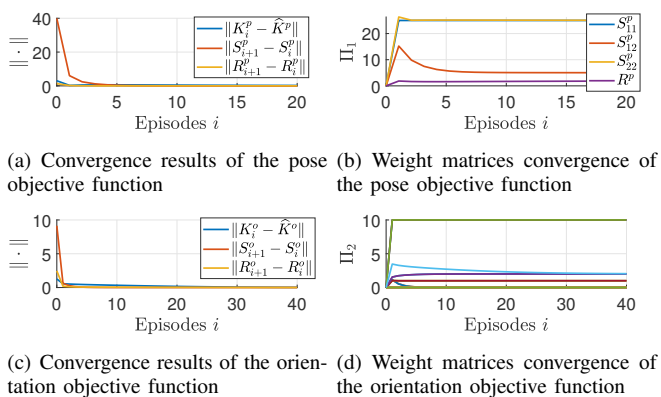 40
20
0
‖ · ‖
‖K_i^p − K̂^p‖
‖S_{i+1}^p − S_i^p‖
‖R_{i+1}^p − R_i^p‖
0 5 10 15 20
Episodes i
20
10
0
Π₁
S_{11}^p
S_{12}^p
S_{22}^p
R^p
0 5 10 15 20
Episodes i
(a) Convergence results of the pose
objective function
(b) Weight matrices convergence of
the pose objective function
10
5
0
‖ · ‖
‖K_i^o − K̂^o‖
‖S_{i+1}^o − S_i^o‖
‖R_{i+1}^o − R_i^o‖
0 10 20 30 40
Episodes i
10
5
0
Π₂
0 10 20 30 40
Episodes i
(c) Convergence results of the orien-
tation objective function
(d) Weight matrices convergence of
the orientation objective function